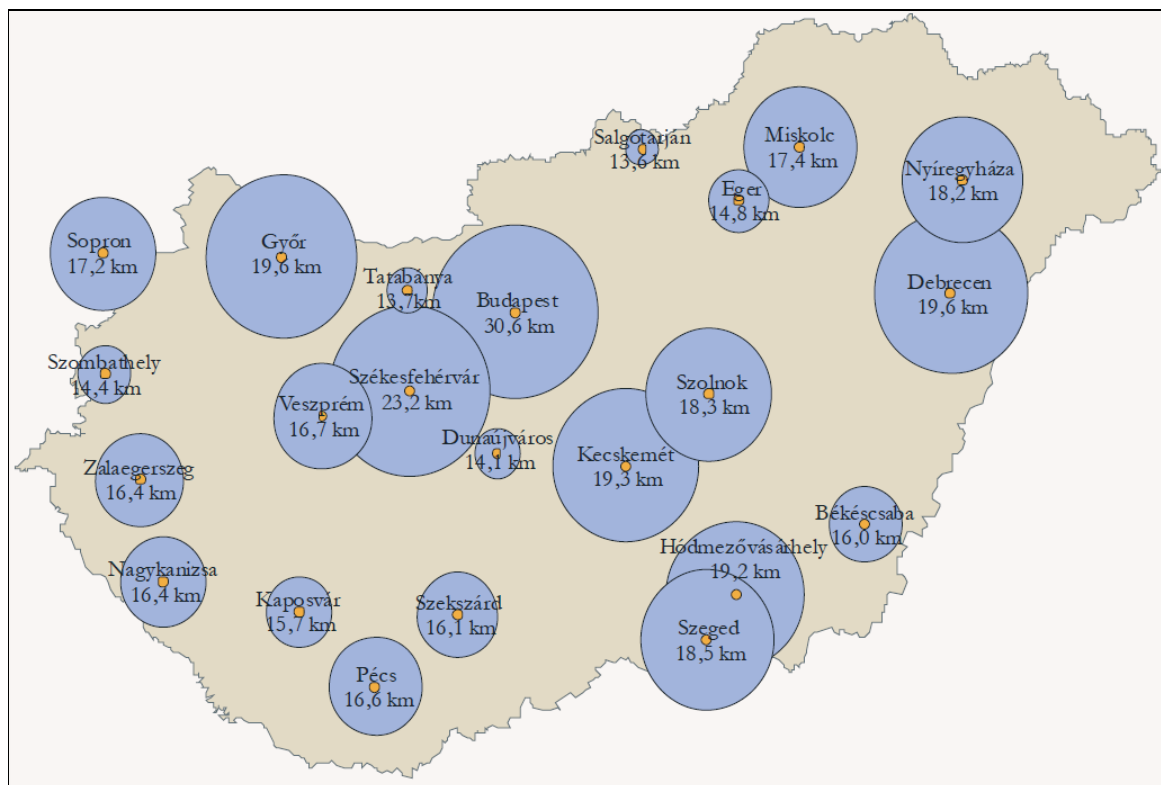 Salgótarján
13,6 km
Miskolc
17,4 km
Nyíregyháza
18,2 km
Eger
14,8 km
Sopron
17,2 km
Győr
19,6 km
Tatabánya
13,7km
Budapest
30,6 km
Debrecen
19,6 km
Szombathely
14,4 km
Székesfehérvár
23,2 km
Veszprém
16,7 km
Szolnok
18,3 km
Dunaújváros
14,1 km
Kecskemét
19,3 km
Zalaegerszeg
16,4 km
Békéscsaba
16,0 km
Hódmezővásárhely
19,2 km
Nagykanizsa
16,4 km
Kaposvár
15,7 km
Szekszárd
16,1 km
Szeged
18,5 km
Pécs
16,6 km